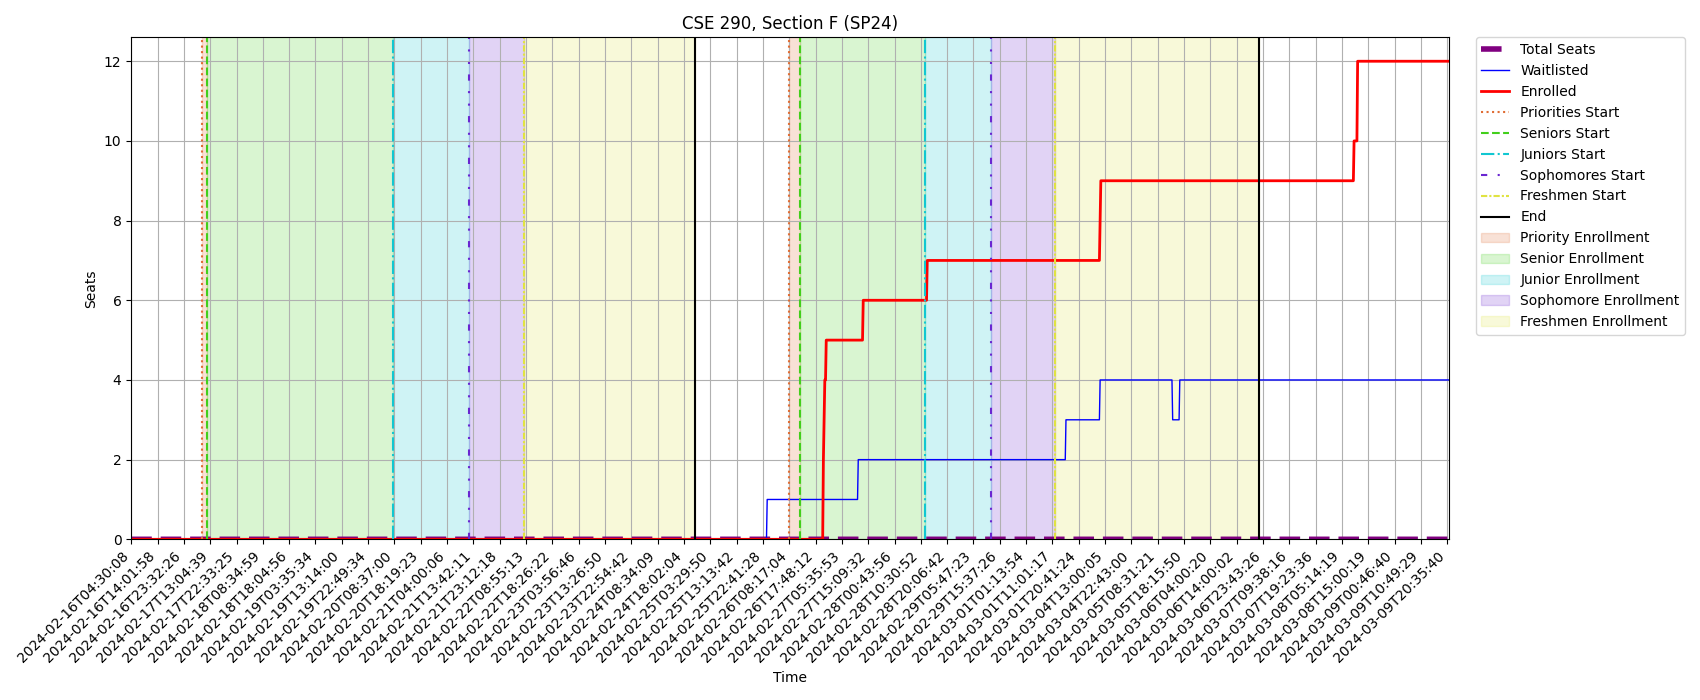 CSE 290, Section F (SP24)
12
10
8
6
4
2
0
Seats
2024-02-16T04:30:08
2024-02-16T14:01:58
2024-02-16T23:32:26
2024-02-17T13:04:39
2024-02-17T22:33:25
2024-02-18T08:34:59
2024-02-18T18:04:56
2024-02-19T03:35:34
2024-02-19T13:14:00
2024-02-19T22:49:34
2024-02-20T08:37:00
2024-02-20T18:19:23
2024-02-21T04:00:06
2024-02-21T13:42:11
2024-02-21T23:12:18
2024-02-22T08:55:13
2024-02-22T18:26:22
2024-02-23T03:56:46
2024-02-23T13:26:50
2024-02-23T22:54:42
2024-02-24T08:34:09
2024-02-24T18:02:04
2024-02-25T03:29:50
2024-02-25T13:13:42
2024-02-25T22:41:28
2024-02-26T08:17:04
2024-02-26T17:48:12
2024-02-27T05:35:53
2024-02-27T15:09:32
2024-02-28T00:43:56
2024-02-28T10:30:52
2024-02-28T20:06:42
2024-02-29T05:47:23
2024-02-29T15:37:26
2024-03-01T01:13:54
2024-03-01T11:01:17
2024-03-01T20:41:24
2024-03-04T13:00:05
2024-03-04T22:43:00
2024-03-05T08:31:21
2024-03-05T18:15:50
2024-03-06T04:00:20
2024-03-06T14:00:02
2024-03-06T23:43:26
2024-03-07T09:38:16
2024-03-07T19:23:36
2024-03-08T05:14:19
2024-03-08T15:00:19
2024-03-09T00:46:40
2024-03-09T10:49:29
2024-03-09T20:35:40
Time
Total Seats
Waitlisted
Enrolled
Priorities Start
Seniors Start
Juniors Start
Sophomores Start
Freshmen Start
End
Priority Enrollment
Senior Enrollment
Junior Enrollment
Sophomore Enrollment
Freshmen Enrollment